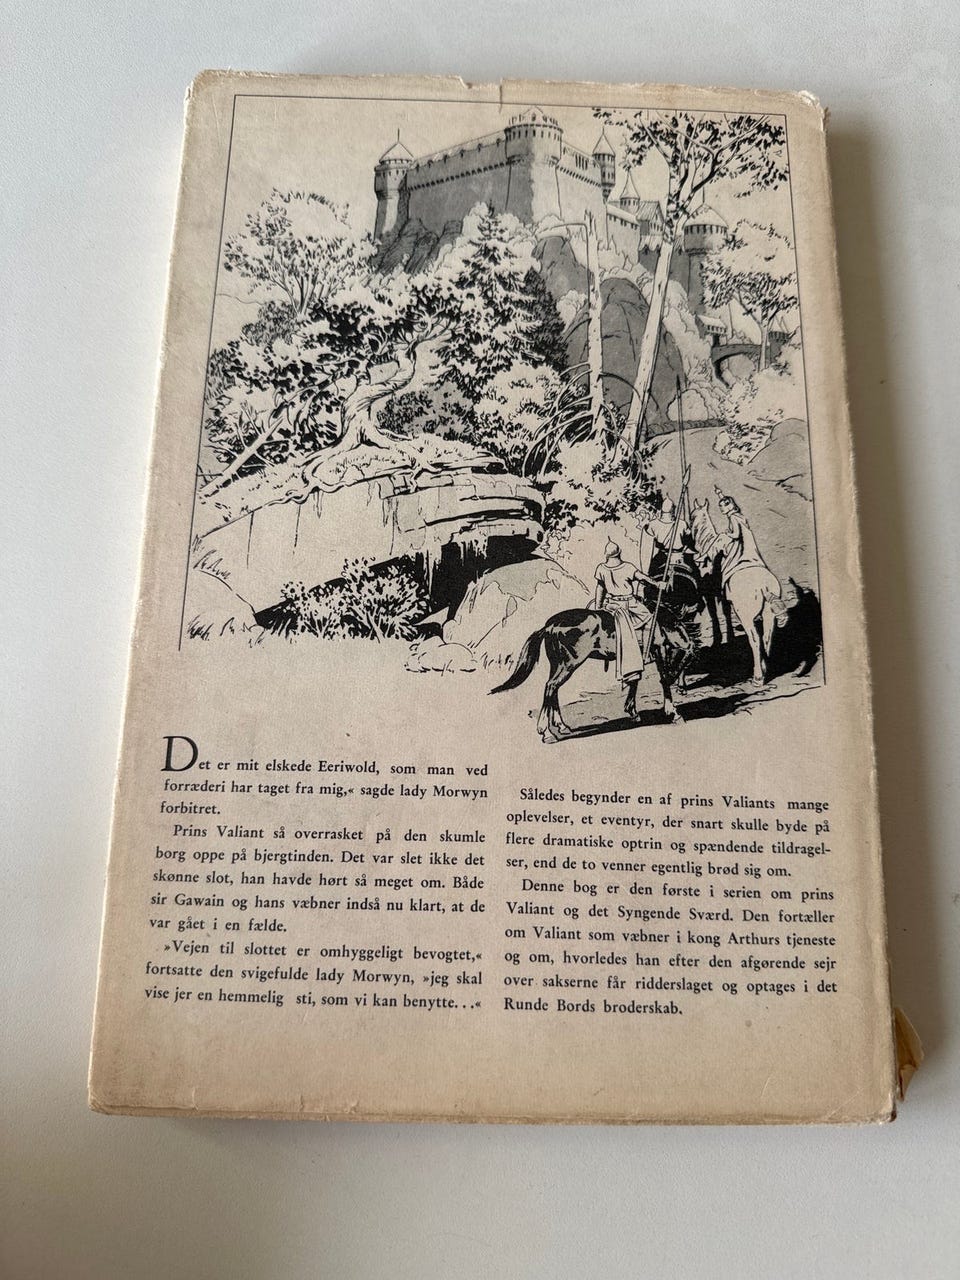 Det er mit elskede Eeriwold, som man ved
forræderi har taget fra mig,« sagde lady Morwyn
forbitret.
Prins Valiant så overrasket på den skumle
borg oppe på bjergtinden. Det var slet ikke det
skønne slot, han havde hørt så meget om. Både
sir Gawain og hans væbner indså nu klart, at de
var gået i en fælde.
»Vejen til slottet er omhyggeligt bevogtet,«
fortsatte den svigefulde lady Morwyn, »jeg skal
vise jer en hemmelig sti, som vi kan benytte...«
Således begynder en af prins Valiants mange
oplevelser, et eventyr, der snart skulle byde på
flere dramatiske optrin og spændende tildragel-
ser, end de to venner egentlig brød sig om.
Denne bog er den første i serien om prins
Valiant og det Syngende Sværd. Den fortæller
om Valiant som væbner i kong Arthurs tjeneste
og om, hvorledes han efter den afgørende sejr
over sakserne får ridderslaget og optages i det
Runde Bords broderskab.